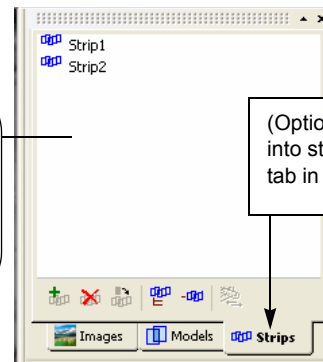 Strip1
Strip2
(Optio
into st
tab in
Images
Models
Strips